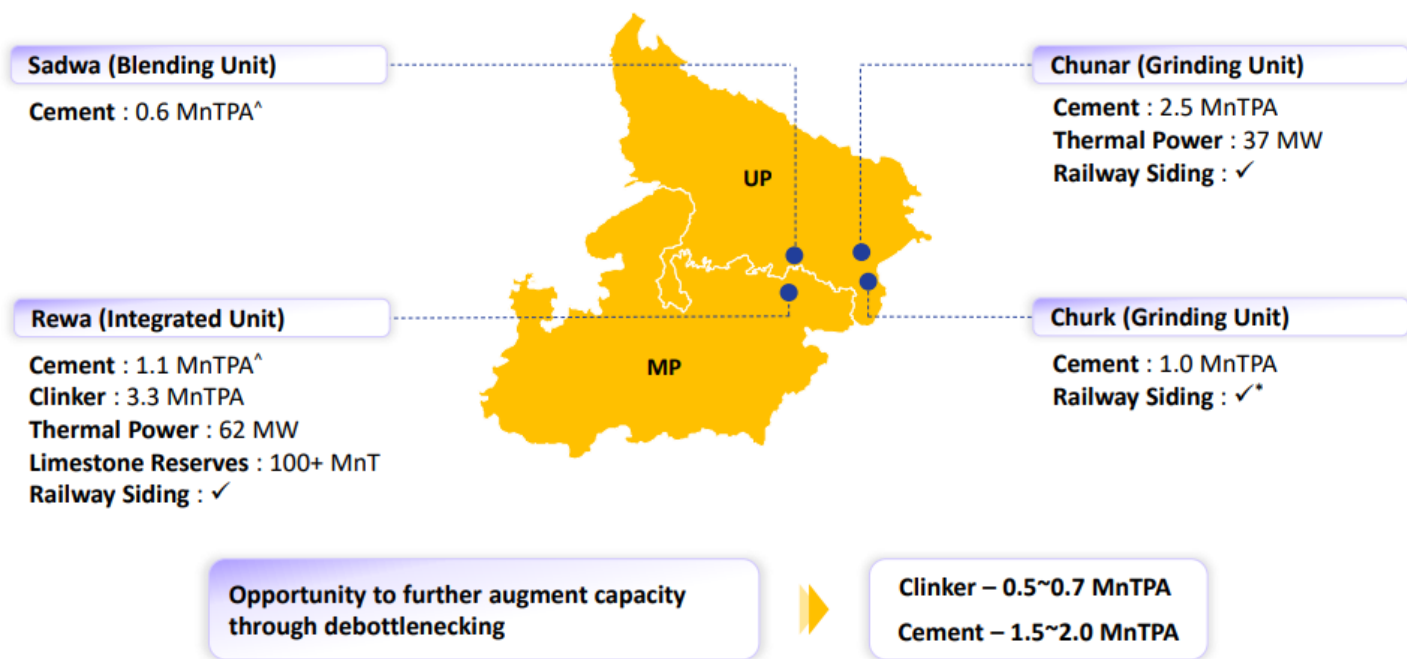 Sadwa (Blending Unit)
Cement : 0.6 MnTPA^
Rewa (Integrated Unit)
Cement : 1.1 MnTPA^
Clinker : 3.3 MnTPA
Thermal Power : 62 MW
Limestone Reserves : 100+ MnT
Railway Siding : ✓
UP
MP
Chunar (Grinding Unit)
Cement : 2.5 MnTPA
Thermal Power : 37 MW
Railway Siding : ✓
Churk (Grinding Unit)
Cement : 1.0 MnTPA
Railway Siding : ✓*
Opportunity to further augment capacity
through debottlenecking
Clinker – 0.5~0.7 MnTPA
Cement – 1.5~2.0 MnTPA